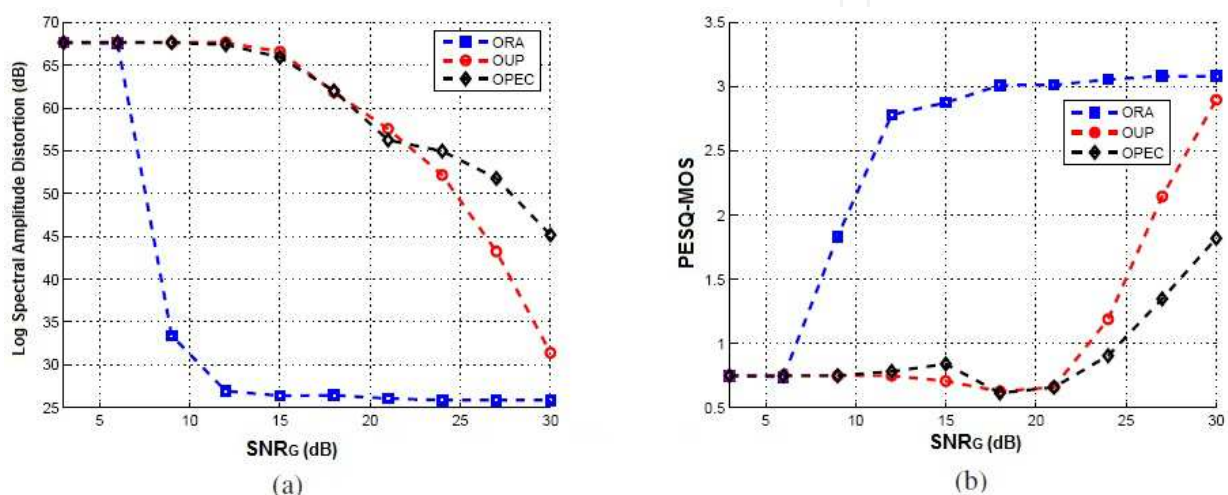 70
65
60
55
50
45
40
35
30
25
Log Spectral Amplitude Distortion (dB)
ORA
OUP
OPEC
5
10
15
20
25
30
SNRG (dB)
(a)
3.5
3
2.5
2
1.5
1
0.5
PESQ-MOS
ORA
OUP
OPEC
5
10
15
20
25
30
SNRG (dB)
(b)